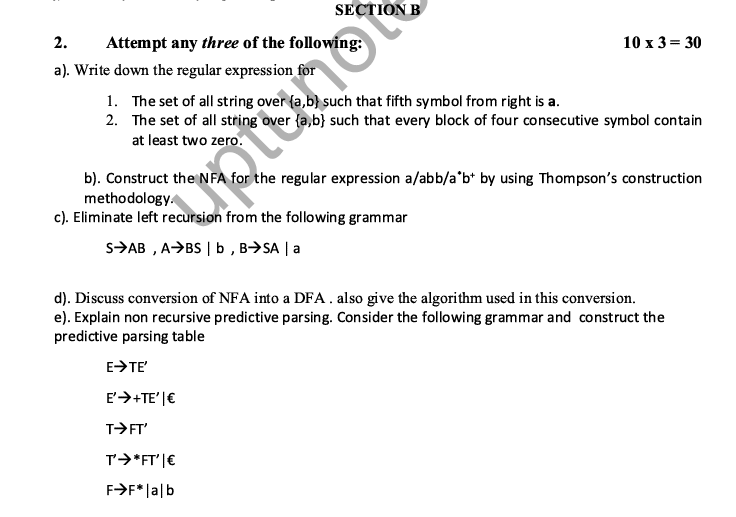 SECTION B
2. Attempt any three of the following: 10 x 3 = 30
a). Write down the regular expression for
1. The set of all string over {a,b} such that fifth symbol from right is a.
2. The set of all string over {a,b} such that every block of four consecutive symbol contain
at least two zero.
b). Construct the NFA for the regular expression a/abb/a*b+ by using Thompson's construction
methodology.
c). Eliminate left recursion from the following grammar
S→AB , A→BS | b , B→SA | a
d). Discuss conversion of NFA into a DFA . also give the algorithm used in this conversion.
e). Explain non recursive predictive parsing. Consider the following grammar and construct the
predictive parsing table
E→TE'
E'→+TE'|€
T→FT'
T'→*FT'|€
F→F*|a|b
uptunote